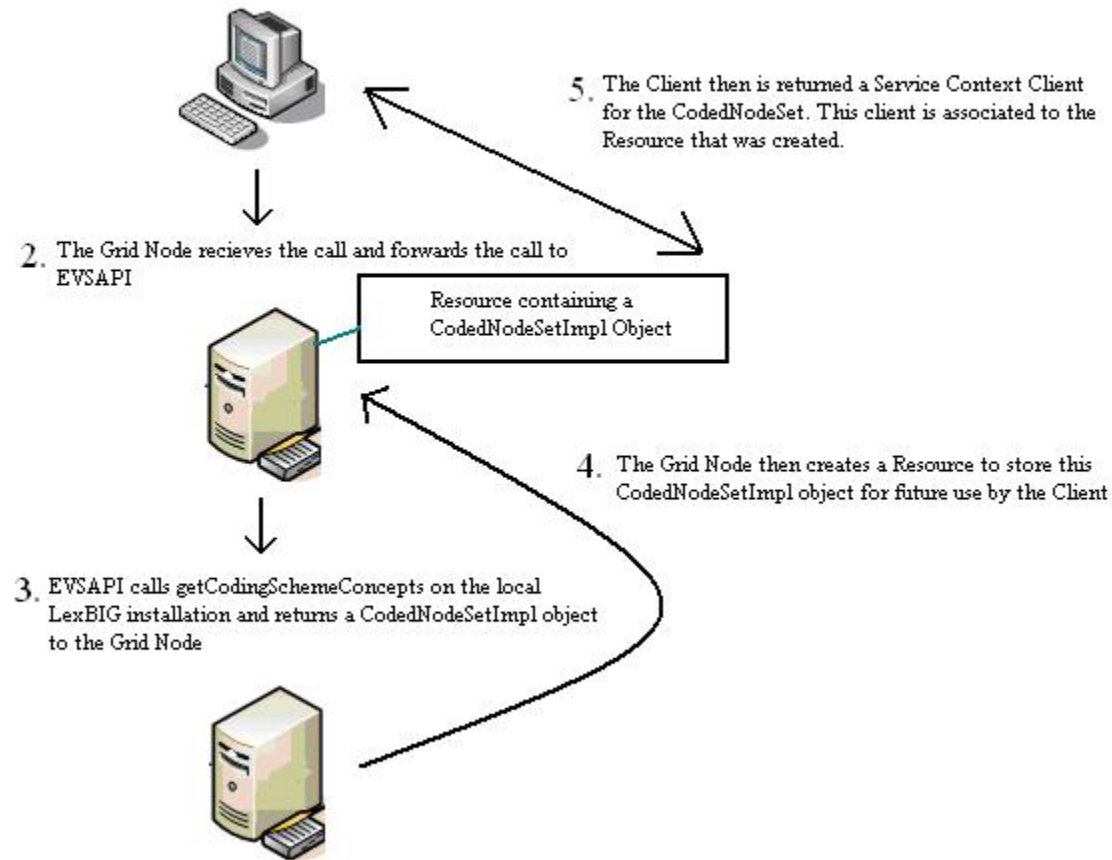 5. The Client then is returned a Service Context Client
for the CodedNodeSet. This client is associated to the
Resource that was created.
2. The Grid Node recieves the call and forwards the call to
EVSAPI
Resource containing a
CodedNodeSetImpl Object
4. The Grid Node then creates a Resource to store this
CodedNodeSetImpl object for future use by the Client
3. EVSAPI calls getCodingSchemeConcepts on the local
LexBIG installation and returns a CodedNodeSetImpl object
to the Grid Node